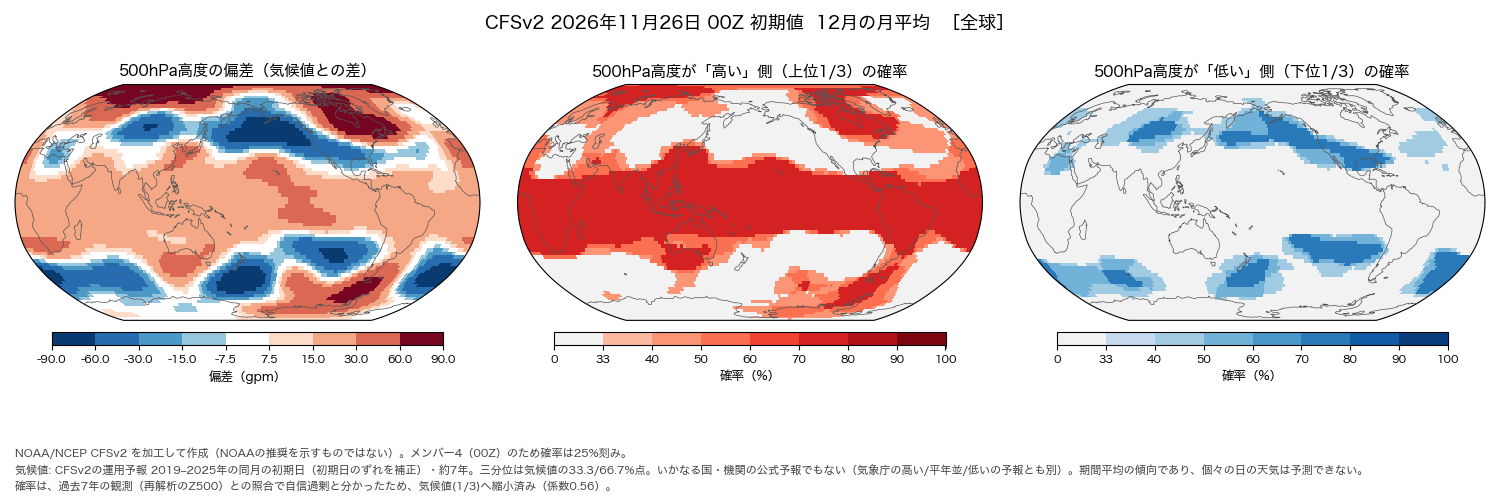 CFSv2 2026年11月26日 00Z 初期値  12月の月平均  ［全球］
500hPa高度の偏差（気候値との差）
500hPa高度が「高い」側（上位1/3）の確率
500hPa高度が「低い」側（下位1/3）の確率
-90.0 -60.0 -30.0 -15.0 -7.5 7.5 15.0 30.0 60.0 90.0
偏差（gpm）
0 33 40 50 60 70 80 90 100
確率（%）
0 33 40 50 60 70 80 90 100
確率（%）
NOAA/NCEP CFSv2 を加工して作成（NOAAの推奨を示すものではない）。メンバー4（00Z）のため確率は25%刻み。
気候値: CFSv2の運用予報 2019–2025年の同月の初期日（初期日のずれを補正）・約7年。三分位は気候値の33.3/66.7%点。いかなる国・機関の公式予報でもない（気象庁の高い/平年並/低いの予報とも別）。期間平均の傾向であり、個々の日の天気は予測できない。
確率は、過去7年の観測（再解析のZ500）との照合で自信過剰と分かったため、気候値(1/3)へ縮小済み（係数0.56）。